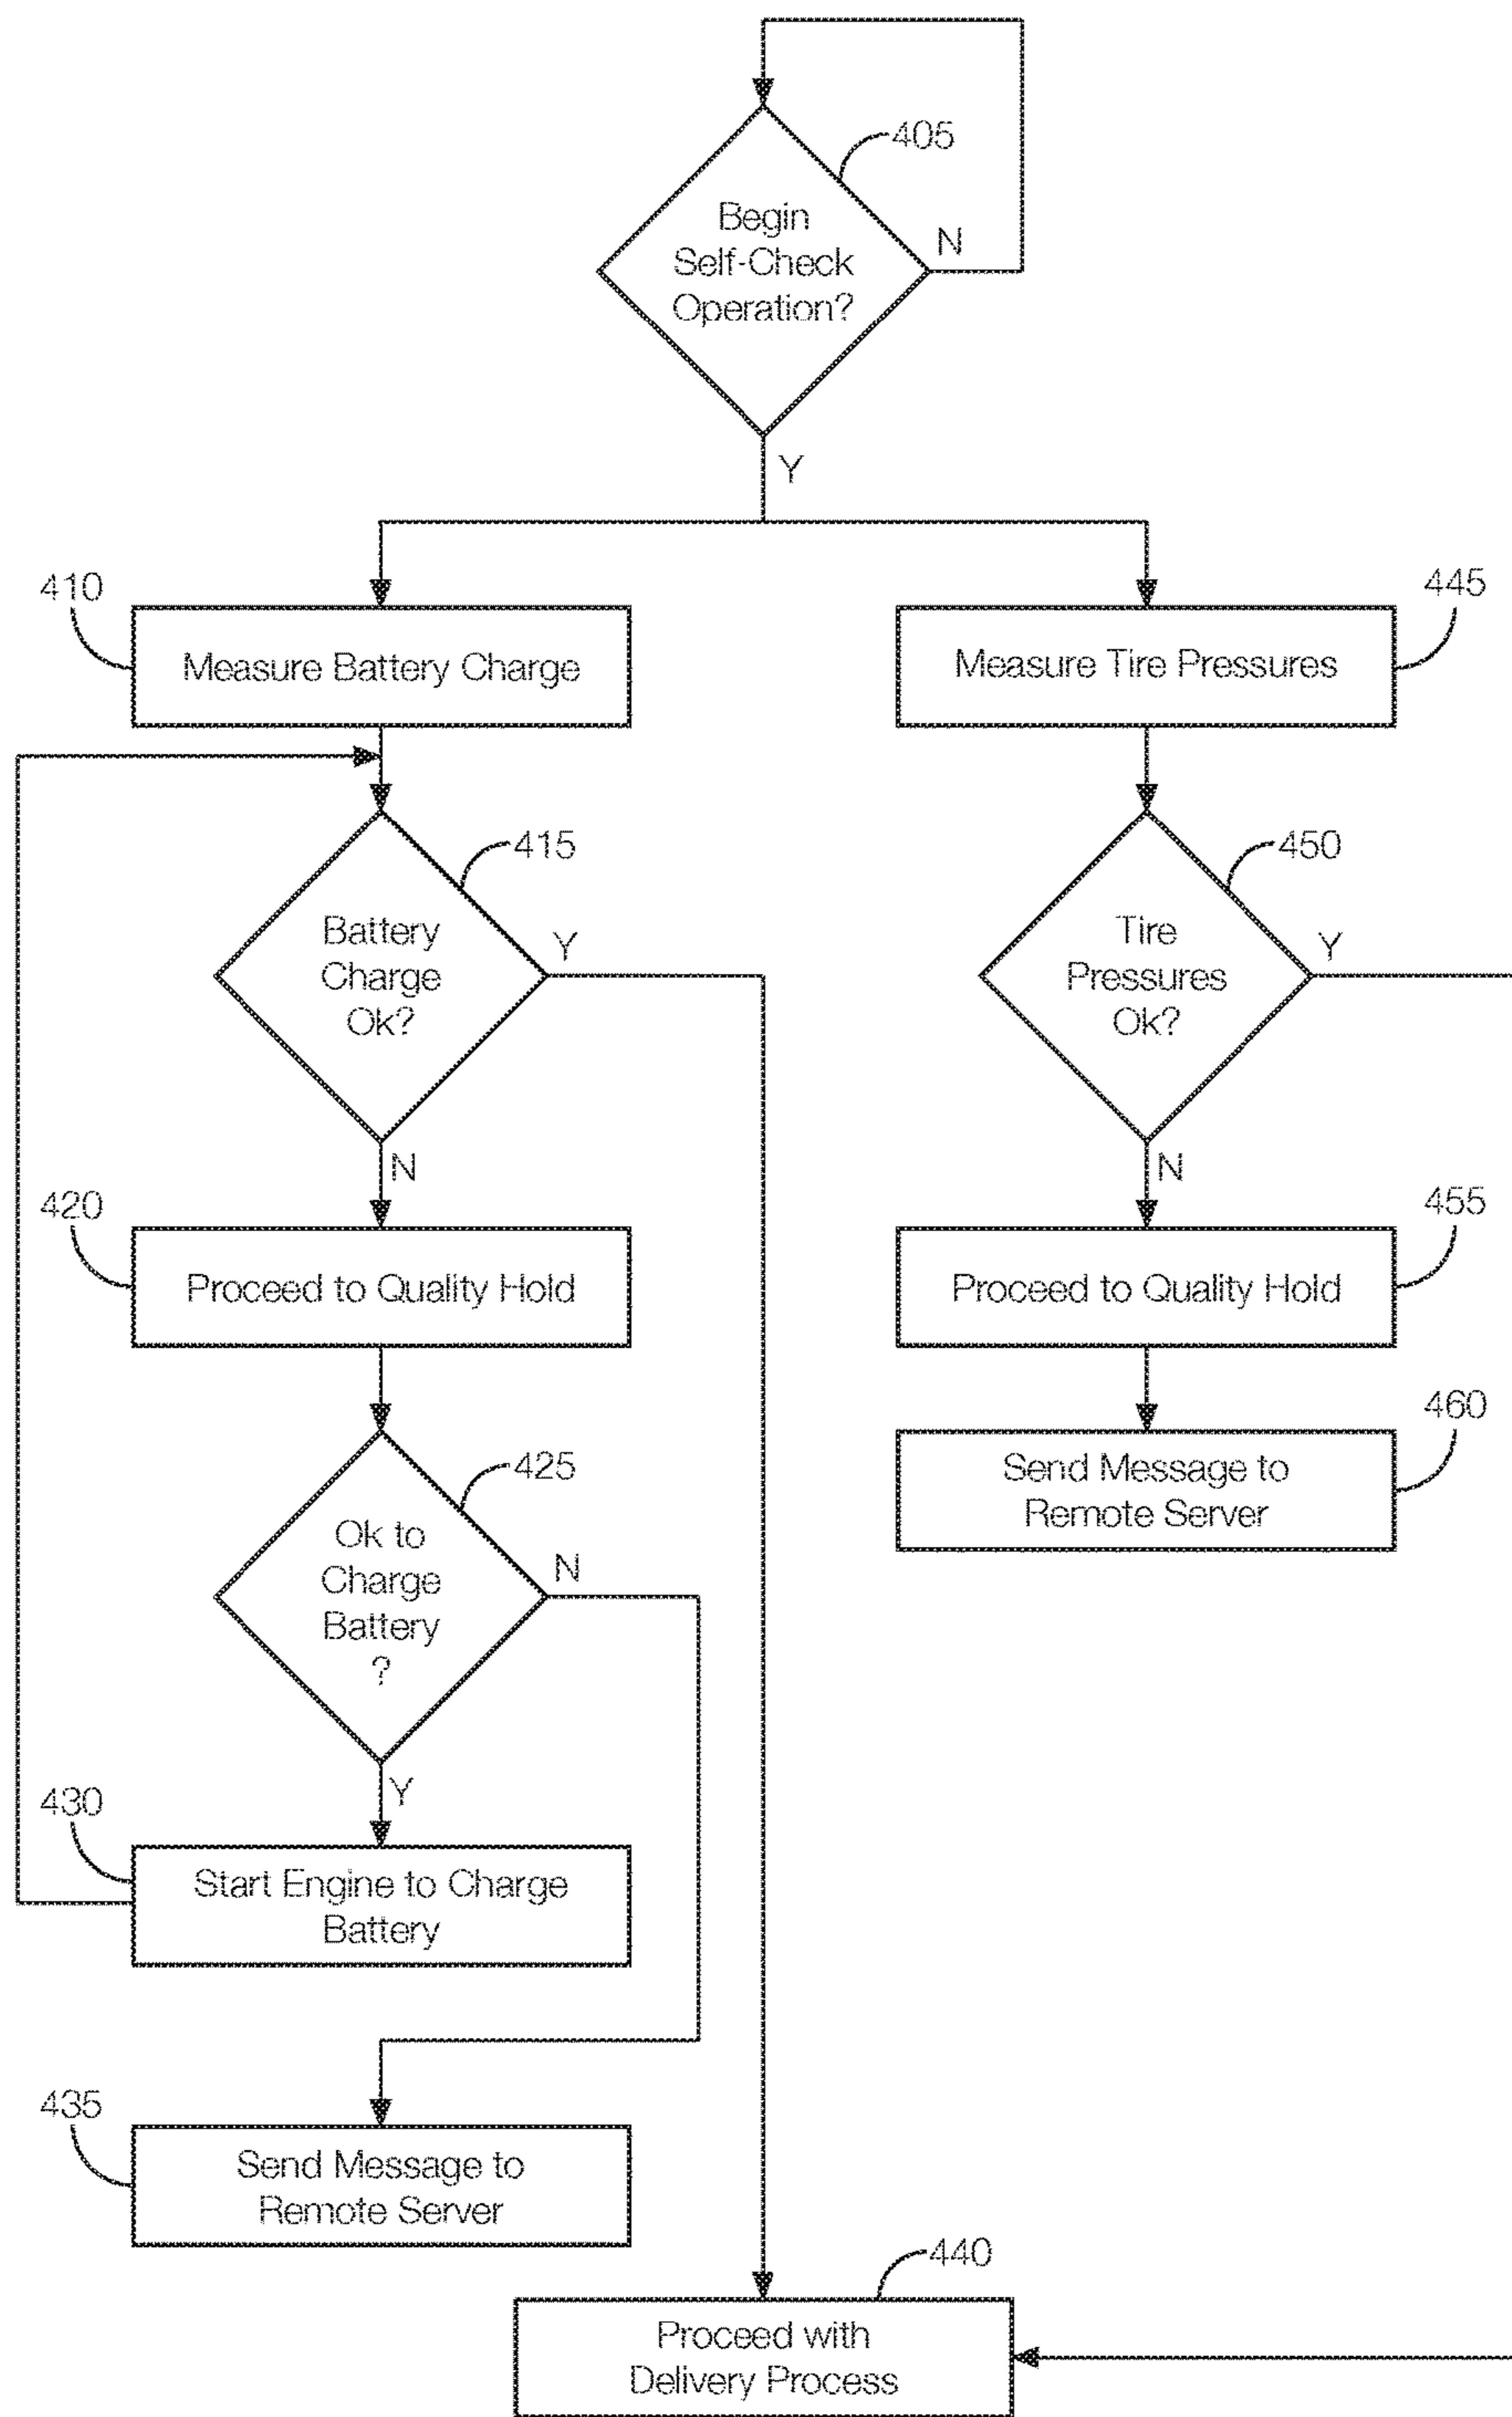 405
Begin
Self-Check
Operation?
N
Y
410
Measure Battery Charge
445
Measure Tire Pressures
415
Battery
Charge
Ok?
Y
N
450
Tire
Pressures
Ok?
Y
N
420
Proceed to Quality Hold
455
Proceed to Quality Hold
425
Ok to
Charge
Battery
?
N
Y
460
Send Message to
Remote Server
430
Start Engine to Charge
Battery
435
Send Message to
Remote Server
440
Proceed with
Delivery Process